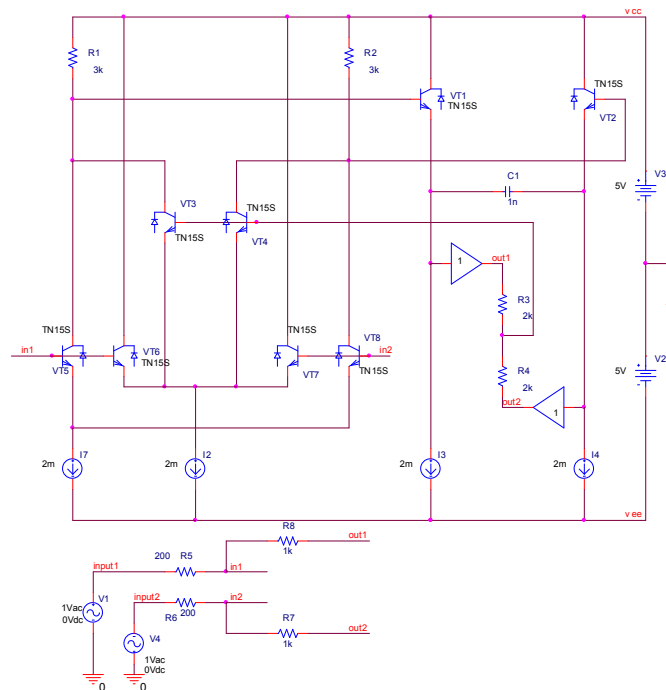 v cc
R1
3k
R2
3k
TN15S
VT1
TN15S
VT2
C1
1n
V3
5V
VT3
TN15S
TN15S
VT4
1
out1
R3
2k
TN15S
in1
VT5
VT6
TN15S
TN15S
VT7
VT8
TN15S
in2
R4
2k
out2
1
V2
5V
I7
2m
I2
2m
I3
2m
I4
2m
v ee
R8
1k
out1
200 R5
input1
in1
V1
1Vac
0Vdc
input2
in2
R6
200
V4
1Vac
0Vdc
R7
1k
out2
0
0